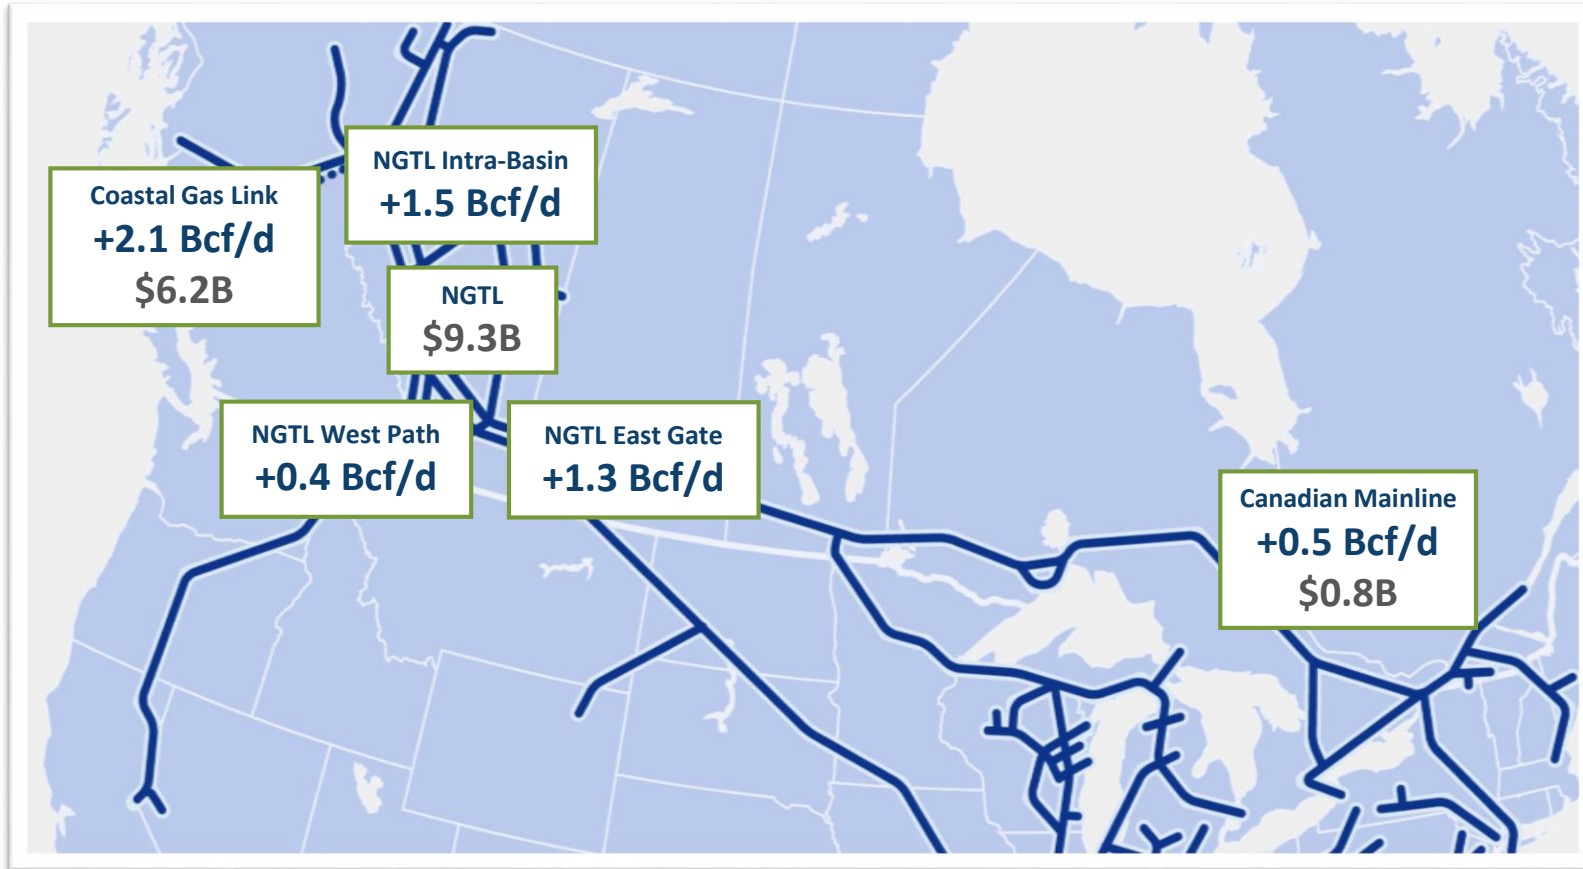 NGTL Intra-Basin
+1.5 Bcf/d
Coastal Gas Link
+2.1 Bcf/d
$6.2B
NGTL
$9.3B
NGTL West Path
+0.4 Bcf/d
NGTL East Gate
+1.3 Bcf/d
Canadian Mainline
+0.5 Bcf/d
$0.8B